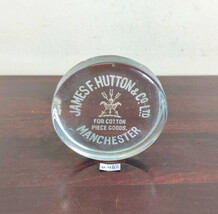 JAMES F. HUTTON & CO. LTD
FOR COTTON
PIECE GOODS.
MANCHESTER